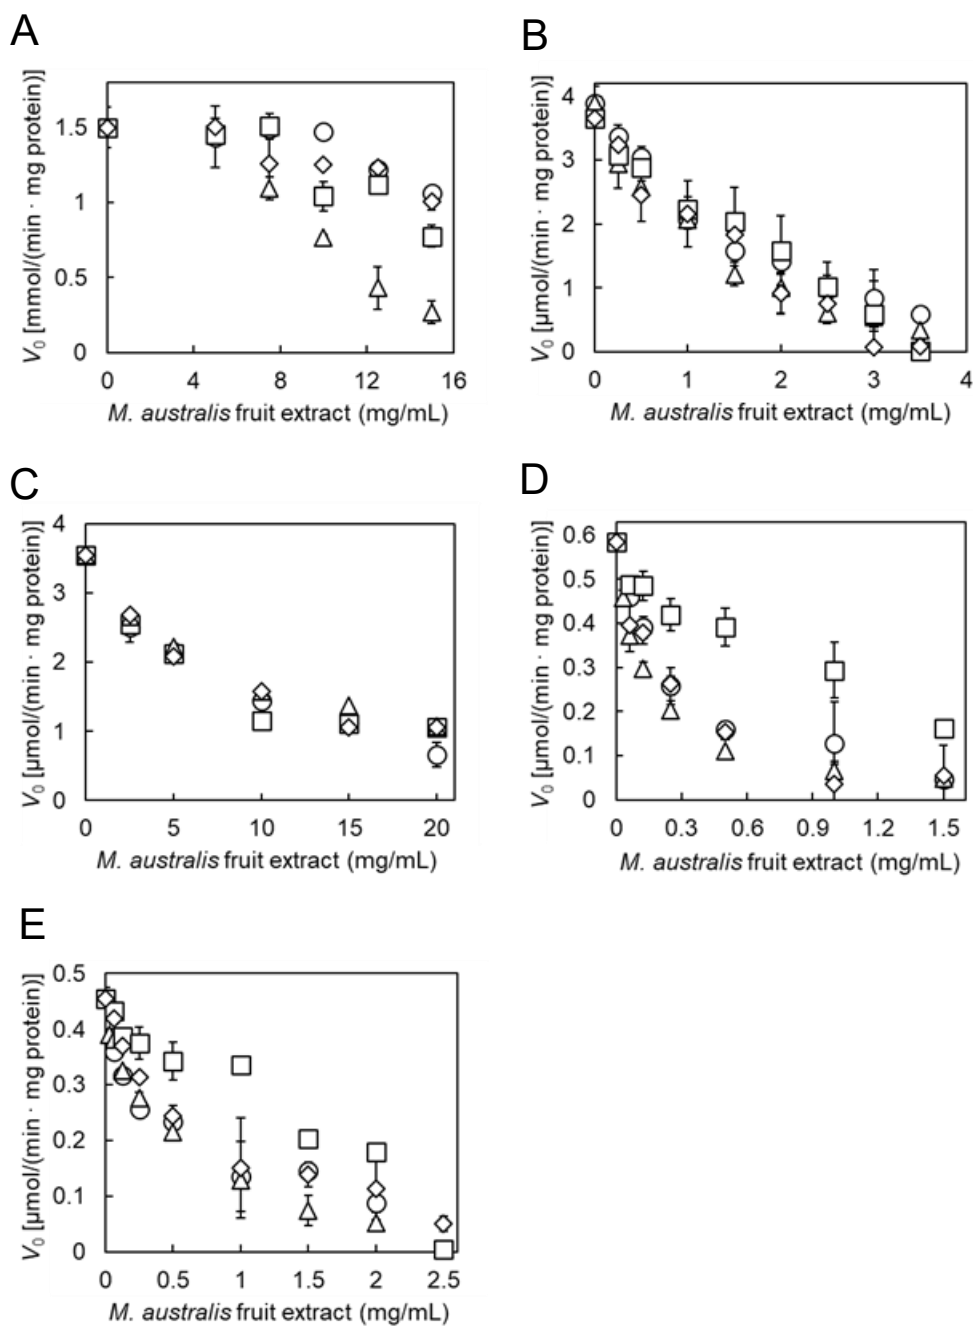 A
V0 [mmol/(min · mg protein)]
1.5
1
0.5
0
0 4 8 12 16
M. australis fruit extract (mg/mL)
B
V0 [µmol/(min · mg protein)]
4
3
2
1
0
0 1 2 3 4
M. australis fruit extract (mg/mL)
C
V0 [µmol/(min · mg protein)]
4
3
2
1
0
0 5 10 15 20
M. australis fruit extract (mg/mL)
D
V0 [µmol/(min · mg protein)]
0.6
0.5
0.4
0.3
0.2
0.1
0
0 0.3 0.6 0.9 1.2 1.5
M. australis fruit extract (mg/mL)
E
V0 [µmol/(min · mg protein)]
0.5
0.4
0.3
0.2
0.1
0
0 0.5 1 1.5 2 2.5
M. australis fruit extract (mg/mL)